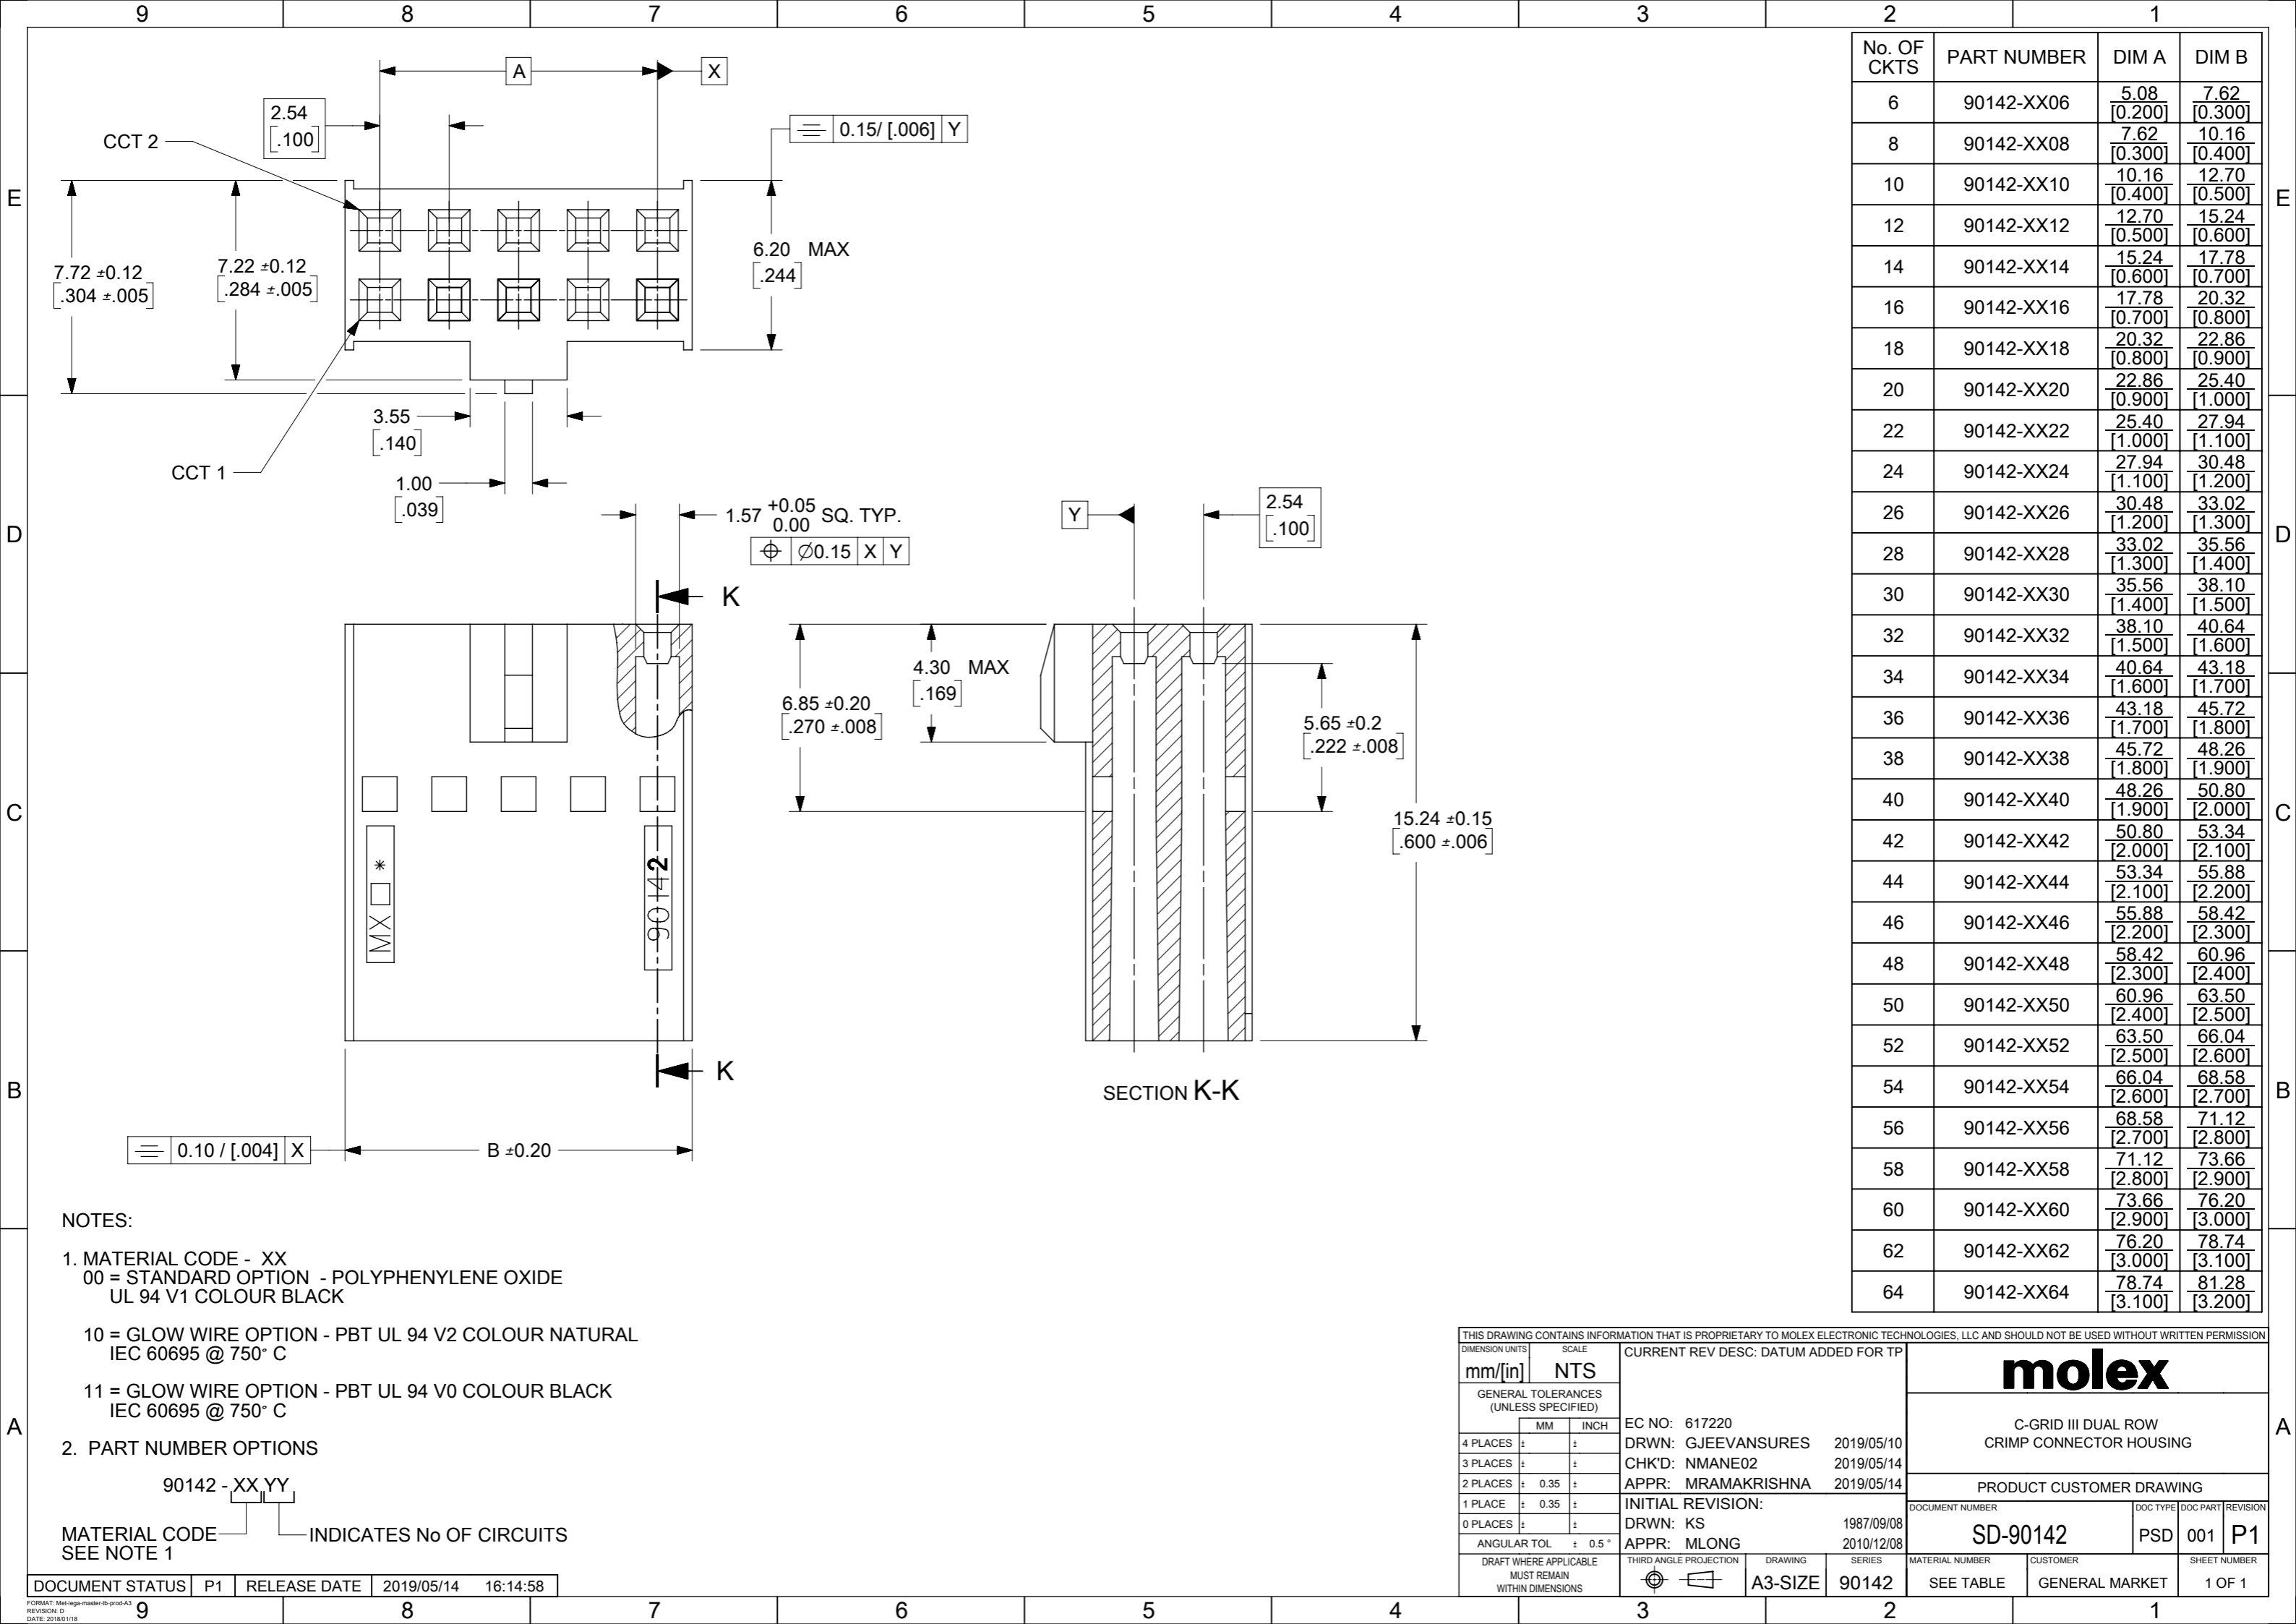 9 8 7 6 5 4 3 2 1
E
D
C
B
A
E
D
C
B
A
A
X
2.54
[.100]
CCT 2
0.15/ [.006] Y
7.72 ±0.12
[.304 ±.005]
7.22 ±0.12
[.284 ±.005]
6.20 MAX
[.244]
3.55
[.140]
CCT 1
1.00
[.039]
1.57 +0.05
0.00 SQ. TYP.
⌖ ∅0.15 X Y
Y
2.54
[.100]
K
4.30 MAX
[.169]
6.85 ±0.20
[.270 ±.008]
5.65 ±0.2
[.222 ±.008]
15.24 ±0.15
[.600 ±.006]
MX □ *
90142
K
SECTION K-K
0.10 / [.004] X
B ±0.20
No. OF CKTS PART NUMBER DIM A DIM B
6 90142-XX06 5.08 [0.200] 7.62 [0.300]
8 90142-XX08 7.62 [0.300] 10.16 [0.400]
10 90142-XX10 10.16 [0.400] 12.70 [0.500]
12 90142-XX12 12.70 [0.500] 15.24 [0.600]
14 90142-XX14 15.24 [0.600] 17.78 [0.700]
16 90142-XX16 17.78 [0.700] 20.32 [0.800]
18 90142-XX18 20.32 [0.800] 22.86 [0.900]
20 90142-XX20 22.86 [0.900] 25.40 [1.000]
22 90142-XX22 25.40 [1.000] 27.94 [1.100]
24 90142-XX24 27.94 [1.100] 30.48 [1.200]
26 90142-XX26 30.48 [1.200] 33.02 [1.300]
28 90142-XX28 33.02 [1.300] 35.56 [1.400]
30 90142-XX30 35.56 [1.400] 38.10 [1.500]
32 90142-XX32 38.10 [1.500] 40.64 [1.600]
34 90142-XX34 40.64 [1.600] 43.18 [1.700]
36 90142-XX36 43.18 [1.700] 45.72 [1.800]
38 90142-XX38 45.72 [1.800] 48.26 [1.900]
40 90142-XX40 48.26 [1.900] 50.80 [2.000]
42 90142-XX42 50.80 [2.000] 53.34 [2.100]
44 90142-XX44 53.34 [2.100] 55.88 [2.200]
46 90142-XX46 55.88 [2.200] 58.42 [2.300]
48 90142-XX48 58.42 [2.300] 60.96 [2.400]
50 90142-XX50 60.96 [2.400] 63.50 [2.500]
52 90142-XX52 63.50 [2.500] 66.04 [2.600]
54 90142-XX54 66.04 [2.600] 68.58 [2.700]
56 90142-XX56 68.58 [2.700] 71.12 [2.800]
58 90142-XX58 71.12 [2.800] 73.66 [2.900]
60 90142-XX60 73.66 [2.900] 76.20 [3.000]
62 90142-XX62 76.20 [3.000] 78.74 [3.100]
64 90142-XX64 78.74 [3.100] 81.28 [3.200]
NOTES:
1. MATERIAL CODE - XX
00 = STANDARD OPTION - POLYPHENYLENE OXIDE
UL 94 V1 COLOUR BLACK
10 = GLOW WIRE OPTION - PBT UL 94 V2 COLOUR NATURAL
IEC 60695 @ 750° C
11 = GLOW WIRE OPTION - PBT UL 94 V0 COLOUR BLACK
IEC 60695 @ 750° C
2. PART NUMBER OPTIONS
90142 - XX YY
MATERIAL CODE
SEE NOTE 1
INDICATES No OF CIRCUITS
DOCUMENT STATUS P1 RELEASE DATE 2019/05/14 16:14:58
FORMAT: Met-lega-master-tb-prod-A3
REVISION: D
DATE: 2018/01/18
THIS DRAWING CONTAINS INFORMATION THAT IS PROPRIETARY TO MOLEX ELECTRONIC TECHNOLOGIES, LLC AND SHOULD NOT BE USED WITHOUT WRITTEN PERMISSION
DIMENSION UNITS SCALE
mm/[in] NTS
GENERAL TOLERANCES
(UNLESS SPECIFIED)
MM INCH
4 PLACES ± ±
3 PLACES ± ±
2 PLACES ± 0.35 ±
1 PLACE ± 0.35 ±
0 PLACES ± ±
ANGULAR TOL ± 0.5 °
DRAFT WHERE APPLICABLE
MUST REMAIN
WITHIN DIMENSIONS
CURRENT REV DESC: DATUM ADDED FOR TP
EC NO: 617220
DRWN: GJEEVANSURES 2019/05/10
CHK'D: NMANE02 2019/05/14
APPR: MRAMAKRISHNA 2019/05/14
INITIAL REVISION:
DRWN: KS 1987/09/08
APPR: MLONG 2010/12/08
THIRD ANGLE PROJECTION DRAWING SERIES
A3-SIZE 90142
molex
C-GRID III DUAL ROW
CRIMP CONNECTOR HOUSING
PRODUCT CUSTOMER DRAWING
DOCUMENT NUMBER DOC TYPE DOC PART REVISION
SD-90142 PSD 001 P1
MATERIAL NUMBER CUSTOMER SHEET NUMBER
SEE TABLE GENERAL MARKET 1 OF 1
9 8 7 6 5 4 3 2 1